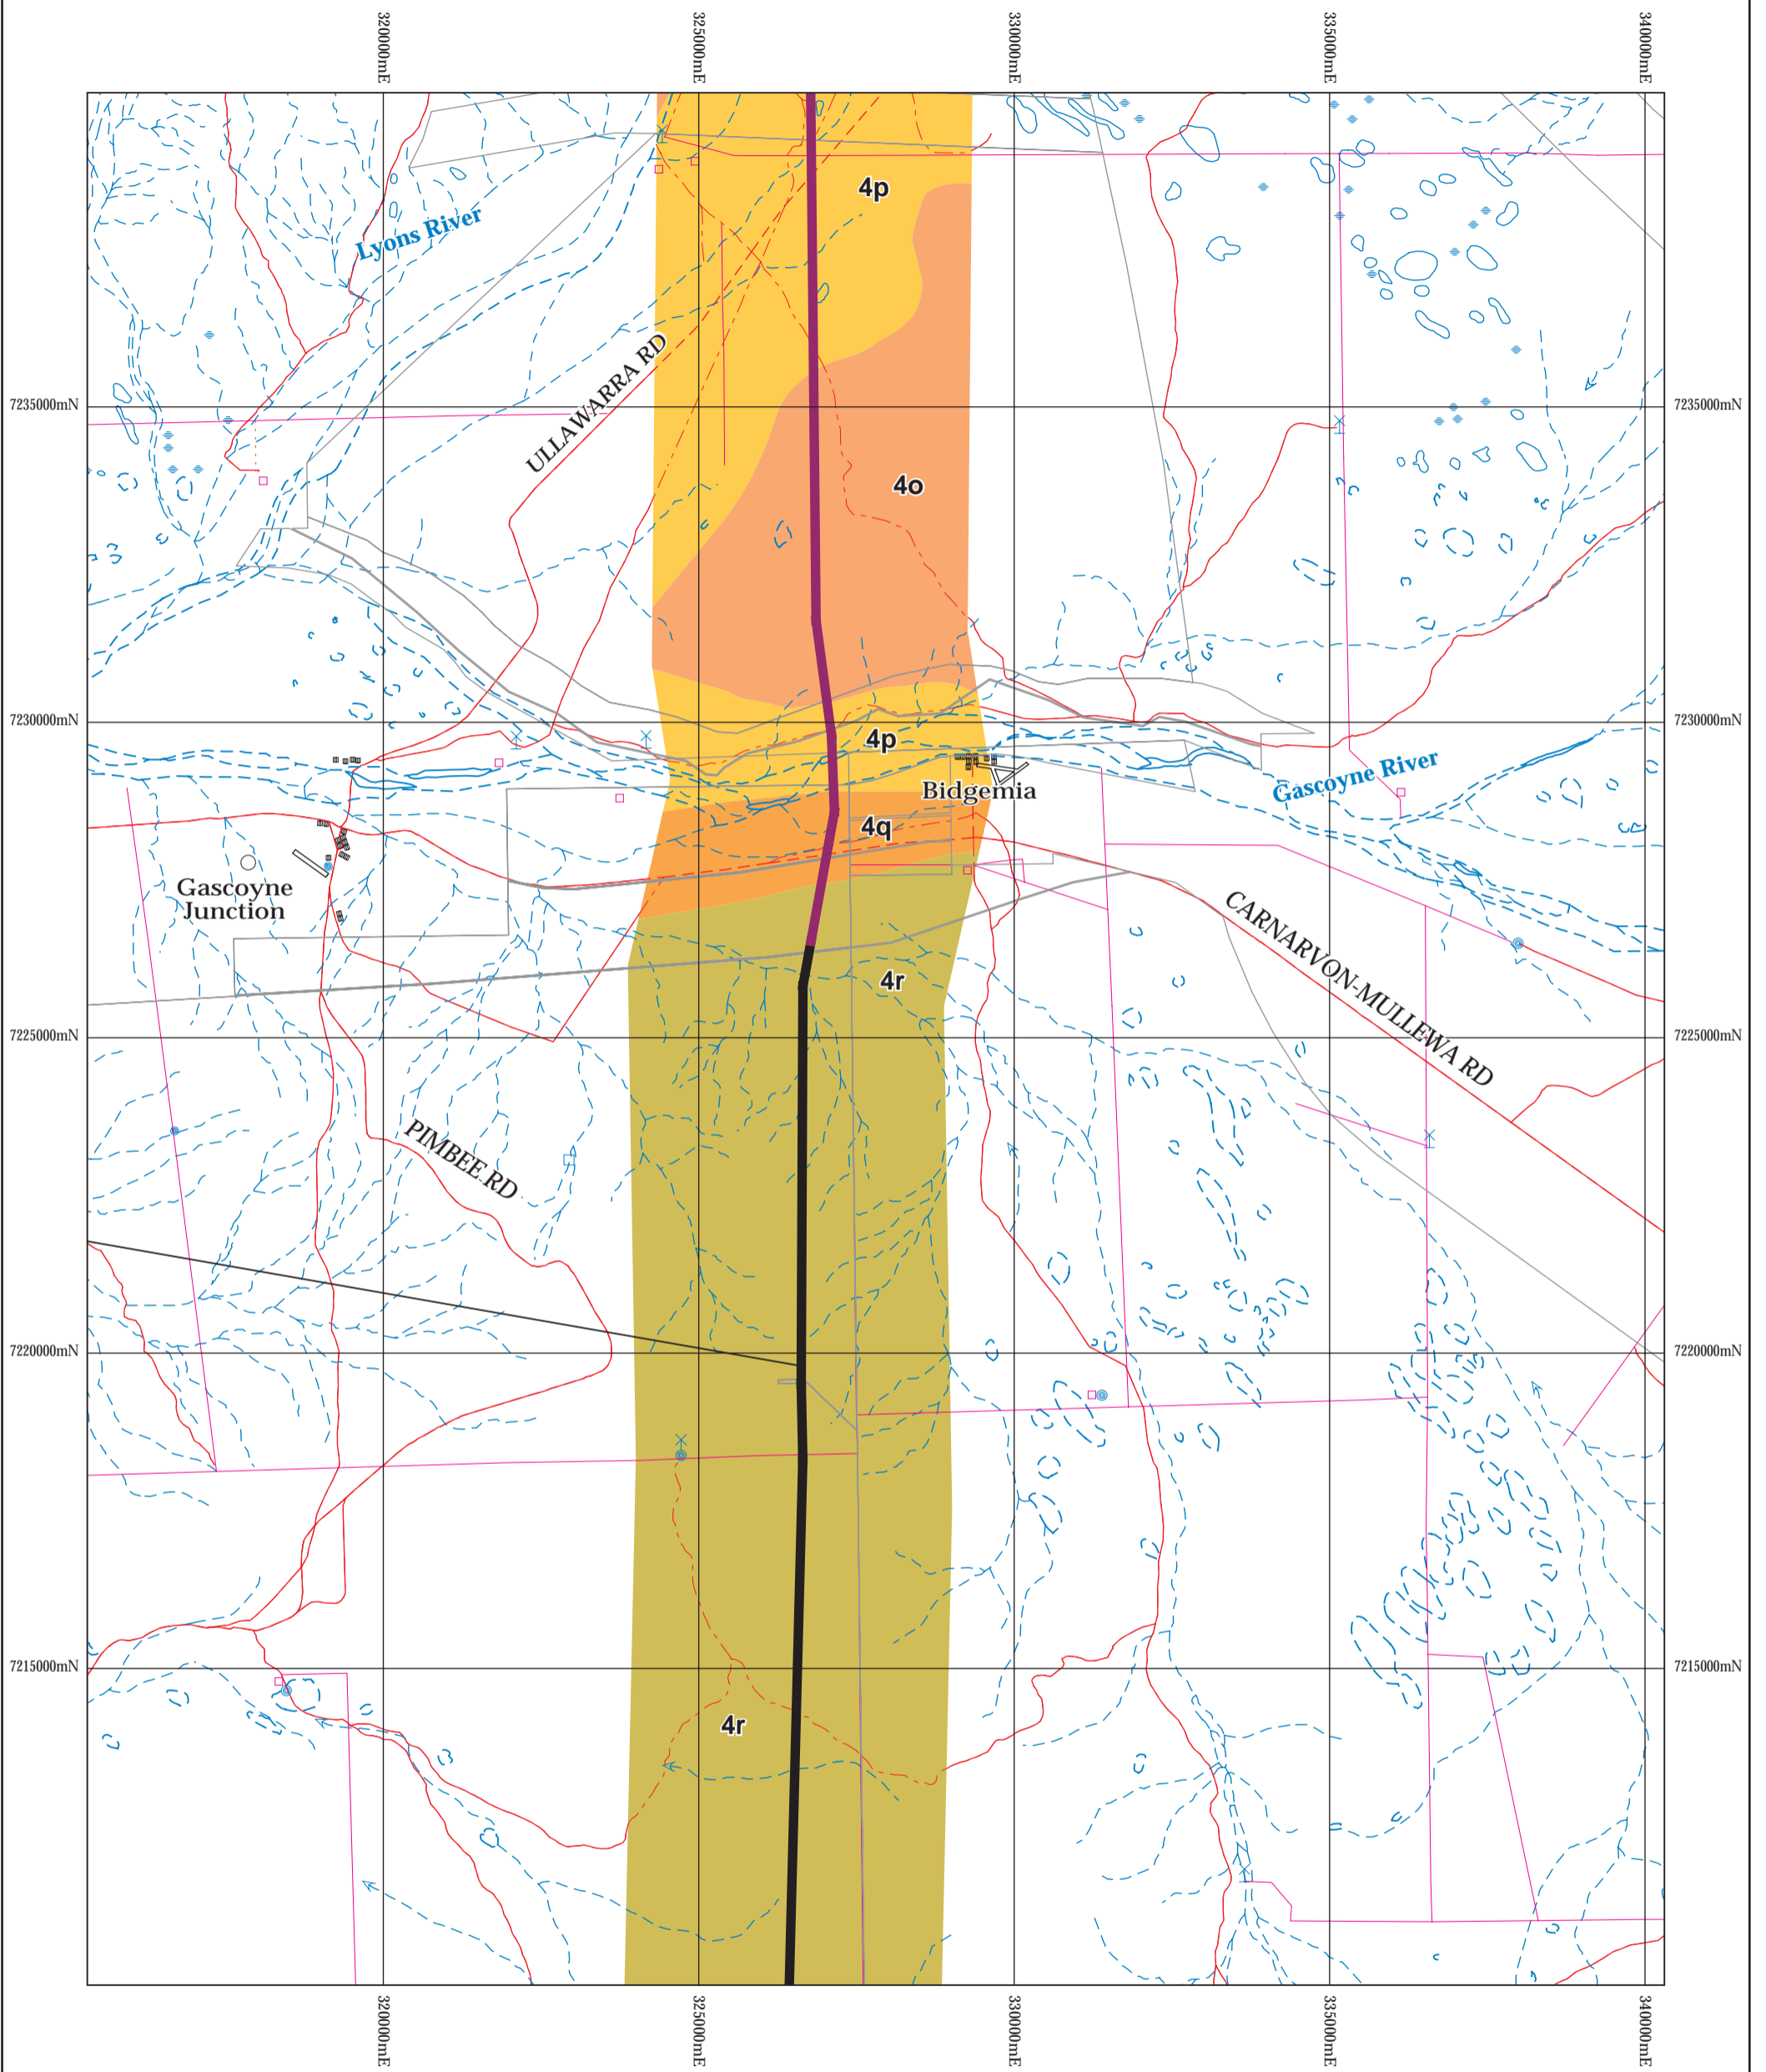 320000mE
325000mE
330000mE
335000mE
340000mE
4p
Lyons River
ULLAWARRA RD
7235000mN
7235000mN
4o
7230000mN
7230000mN
4p
Bidgemia
Gascoyne River
4q
Gascoyne
Junction
CARNARVON-MULLEWA RD
4r
7225000mN
7225000mN
PIMBEE RD
7220000mN
7220000mN
7215000mN
7215000mN
4r
320000mE
325000mE
330000mE
335000mE
340000mE